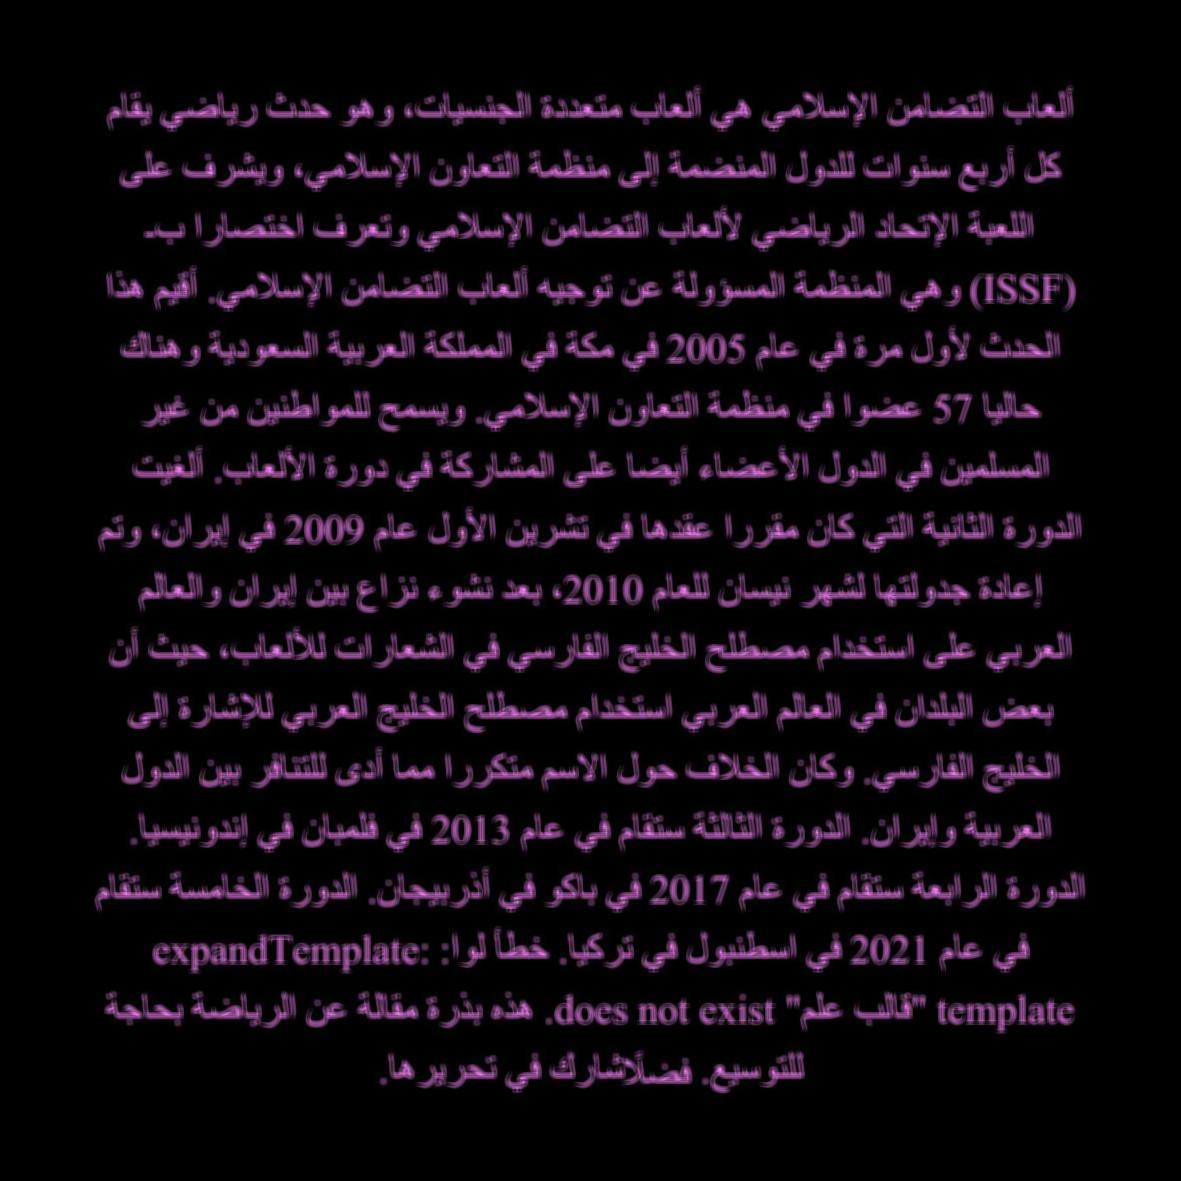 ألعاب التضامن الإسلامي هي ألعاب متعددة الجنسيات، وهو حدث رياضي يقام
كل أربع سنوات للدول المنضمة إلى منظمة التعاون الإسلامي، ويشرف على
اللعبة الإتحاد الرياضي لألعاب التضامن الإسلامي وتعرف اختصارا بـ
(ISSF) وهي المنظمة المسؤولة عن توجيه ألعاب التضامن الإسلامي. أقيم هذا
الحدث لأول مرة في عام 2005 في مكة في المملكة العربية السعودية وهناك
حاليا 57 عضوا في منظمة التعاون الإسلامي. ويسمح للمواطنين من غير
المسلمين في الدول الأعضاء أيضا على المشاركة في دورة الألعاب. ألغيت
الدورة الثانية التي كان مقررا عقدها في تشرين الأول عام 2009 في إيران، وتم
إعادة جدولتها لشهر نيسان للعام 2010، بعد نشوء نزاع بين إيران والعالم
العربي على استخدام مصطلح الخليج الفارسي في الشعارات للألعاب، حيث أن
بعض البلدان في العالم العربي استخدام مصطلح الخليج العربي للإشارة إلى
الخليج الفارسي. وكان الخلاف حول الاسم متكررا مما أدى للتنافر بين الدول
العربية وإيران. الدورة الثالثة ستقام في عام 2013 في فلمبان في إندونيسيا.
الدورة الرابعة ستقام في عام 2017 في باكو في أذربيجان. الدورة الخامسة ستقام
في عام 2021 في اسطنبول في تركيا. خطأ لوا: expandTemplate:
template "قالب علم" does not exist. هذه بذرة مقالة عن الرياضة بحاجة
للتوسيع. فضلًاشارك في تحريرها.